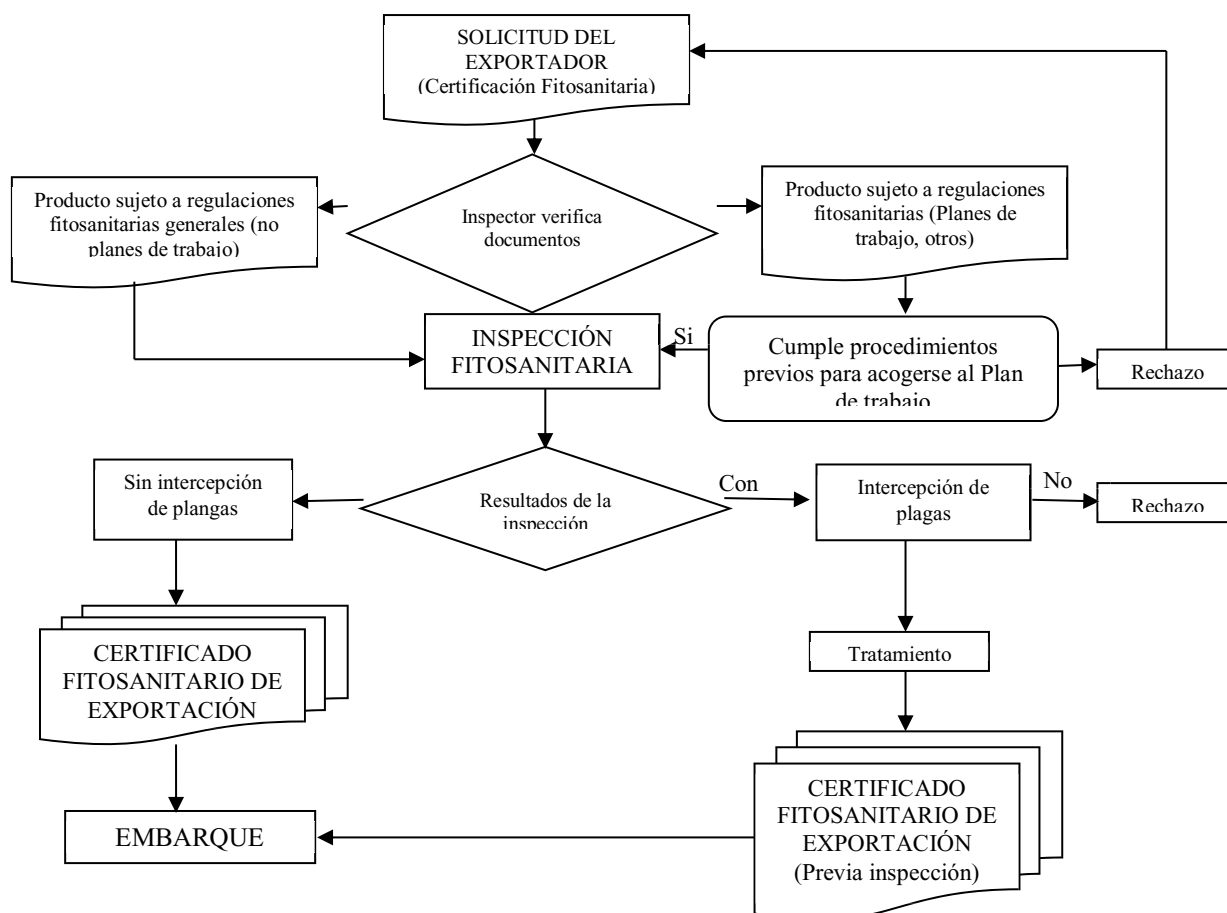 SOLICITUD DEL
EXPORTADOR
(Certificación Fitosanitaria)
Producto sujeto a regulaciones
fitosanitarias generales (no
planes de trabajo)
Inspector verifica
documentos
Producto sujeto a regulaciones
fitosanitarias (Planes de
trabajo, otros)
INSPECCIÓN
FITOSANITARIA
Si
Cumple procedimientos
previos para acogerse al Plan
de trabajo
Rechazo
Sin intercepción
de plangas
Resultados de la
inspección
Con
Intercepción de
plagas
No
Rechazo
Tratamiento
CERTIFICADO
FITOSANITARIO DE
EXPORTACIÓN
EMBARQUE
CERTIFICADO
FITOSANITARIO DE
EXPORTACIÓN
(Previa inspección)